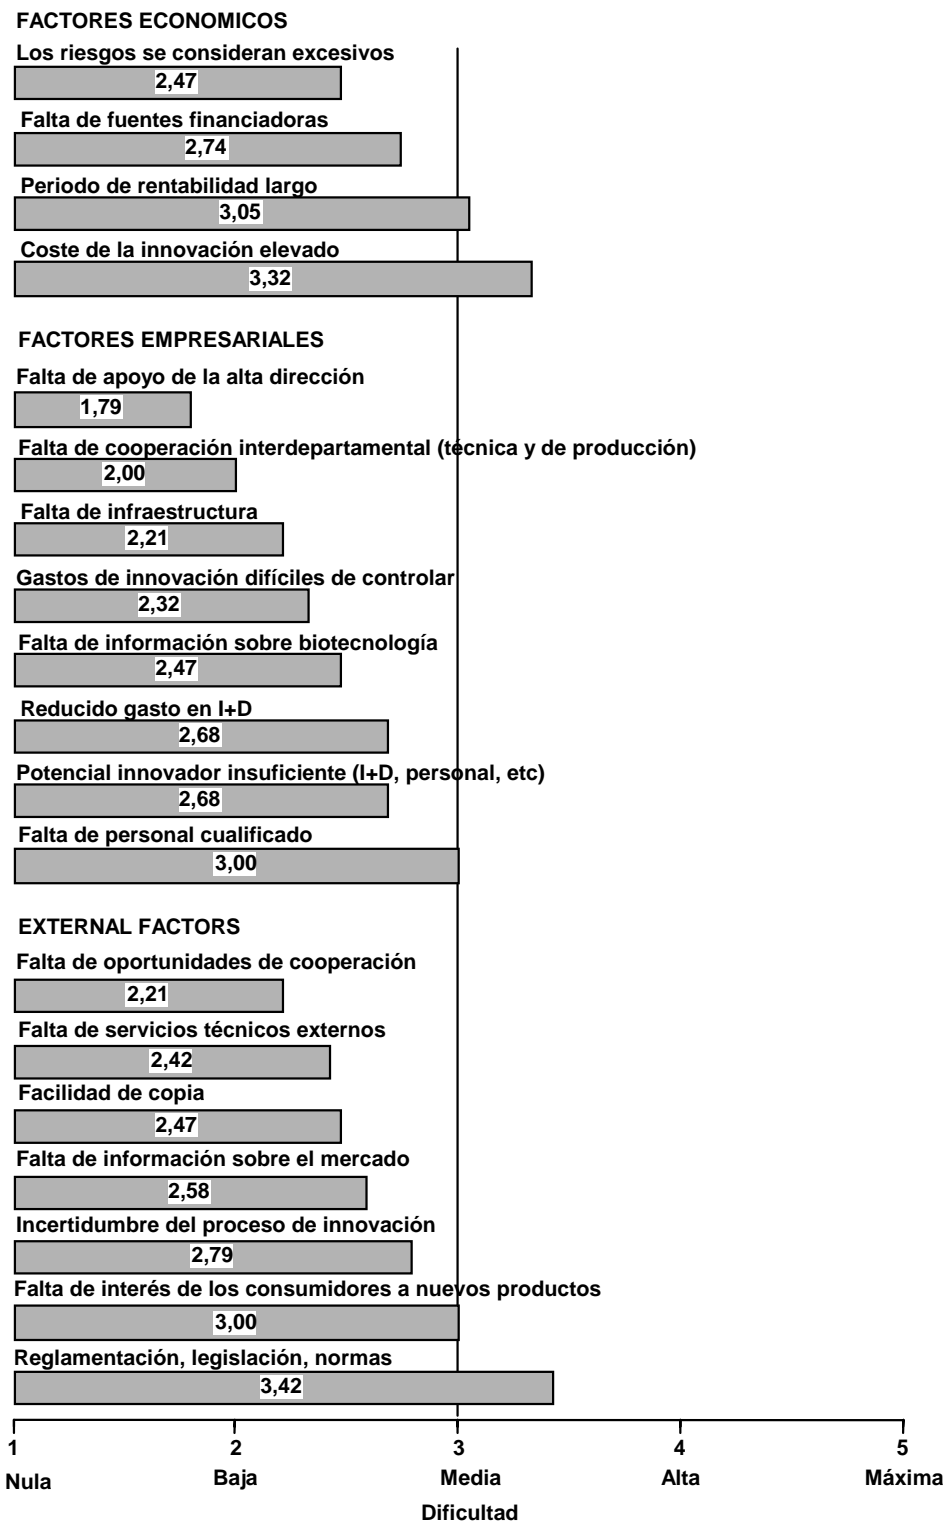 FACTORES ECONOMICOS
Los riesgos se consideran excesivos
2,47
Falta de fuentes financiadoras
2,74
Periodo de rentabilidad largo
3,05
Coste de la innovación elevado
3,32
FACTORES EMPRESARIALES
Falta de apoyo de la alta dirección
1,79
Falta de cooperación interdepartamental (técnica y de producción)
2,00
Falta de infraestructura
2,21
Gastos de innovación difíciles de controlar
2,32
Falta de información sobre biotecnología
2,47
Reducido gasto en I+D
2,68
Potencial innovador insuficiente (I+D, personal, etc)
2,68
Falta de personal cualificado
3,00
EXTERNAL FACTORS
Falta de oportunidades de cooperación
2,21
Falta de servicios técnicos externos
2,42
Facilidad de copia
2,47
Falta de información sobre el mercado
2,58
Incertidumbre del proceso de innovación
2,79
Falta de interés de los consumidores a nuevos productos
3,00
Reglamentación, legislación, normas
3,42
1 2 3 4 5
Nula Baja Media Alta Máxima
Dificultad